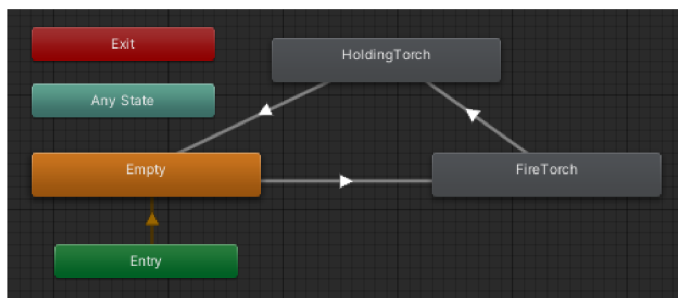 Exit
HoldingTorch
Any State
Empty
FireTorch
Entry